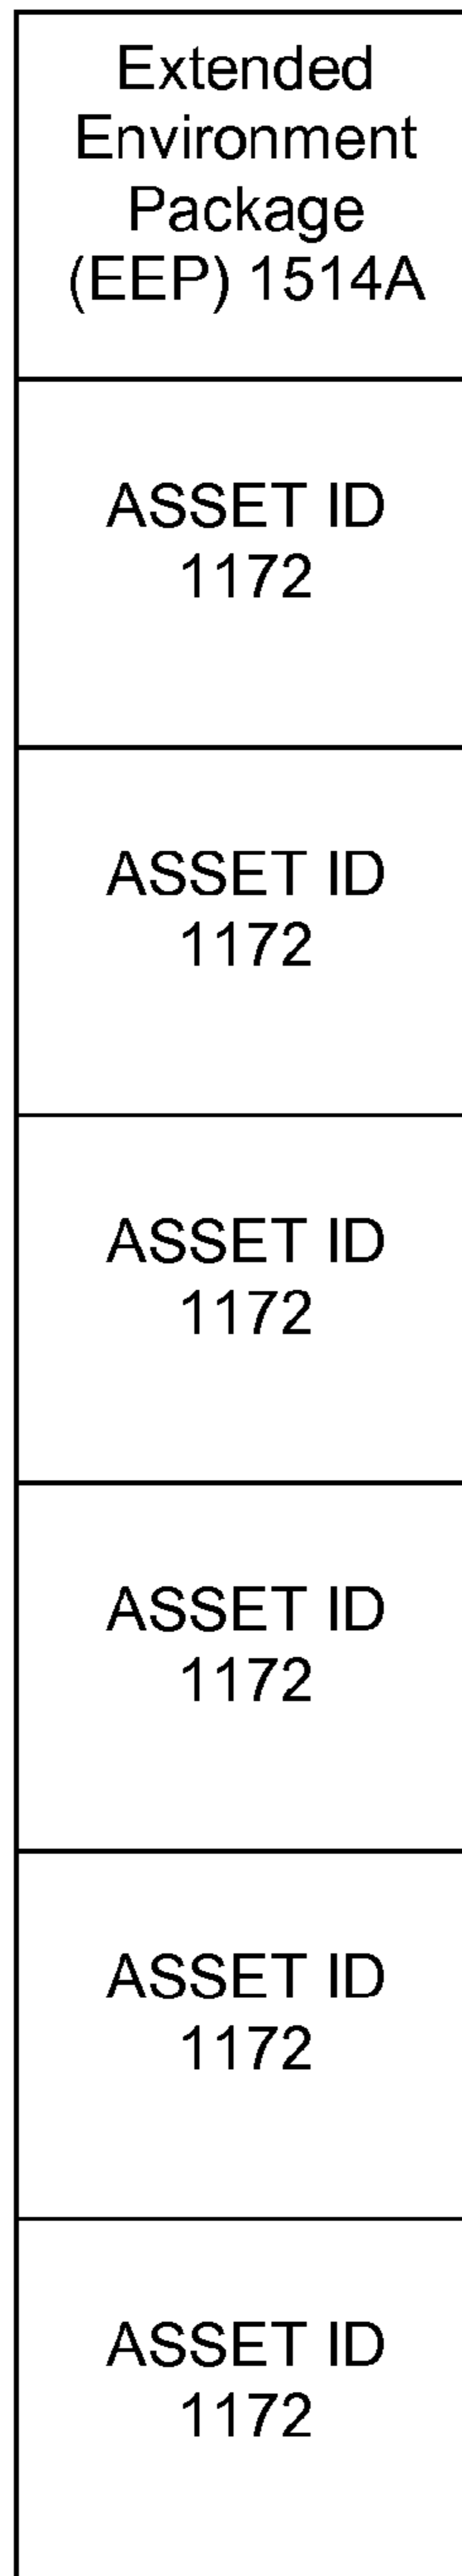 Extended
Environment
Package
(EEP) 1514A
ASSET ID
1172
ASSET ID
1172
ASSET ID
1172
ASSET ID
1172
ASSET ID
1172
ASSET ID
1172